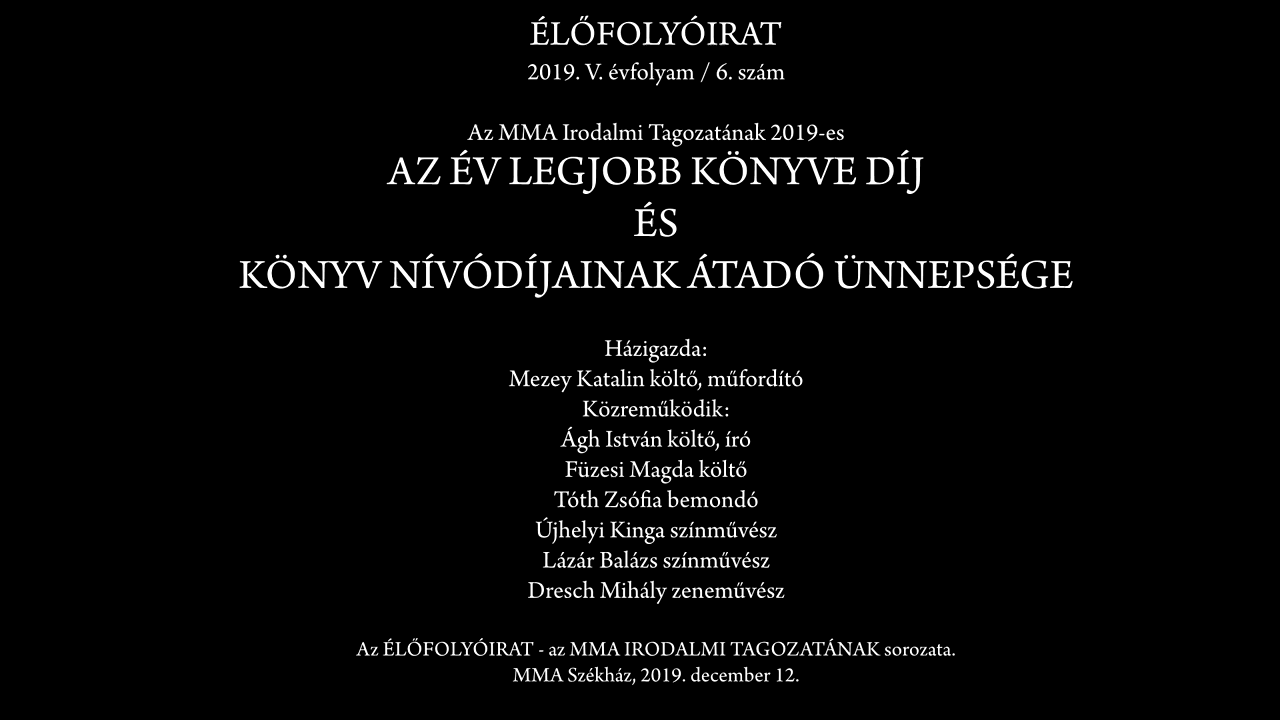 ÉLŐFOLYÓIRAT
2019. V. évfolyam / 6. szám
Az MMA Irodalmi Tagozatának 2019-es
AZ ÉV LEGJOBB KÖNYVE DÍJ
ÉS
KÖNYV NÍVÓDÍJAINAK ÁTADÓ ÜNNEPSÉGE
Házigazda:
Mezey Katalin költő, műfordító
Közreműködik:
Ágh István költő, író
Füzesi Magda költő
Tóth Zsófia bemondó
Újhelyi Kinga színművész
Lázár Balázs színművész
Dresch Mihály zeneművész
Az ÉLŐFOLYÓIRAT - az MMA IRODALMI TAGOZATÁNAK sorozata.
MMA Székház, 2019. december 12.